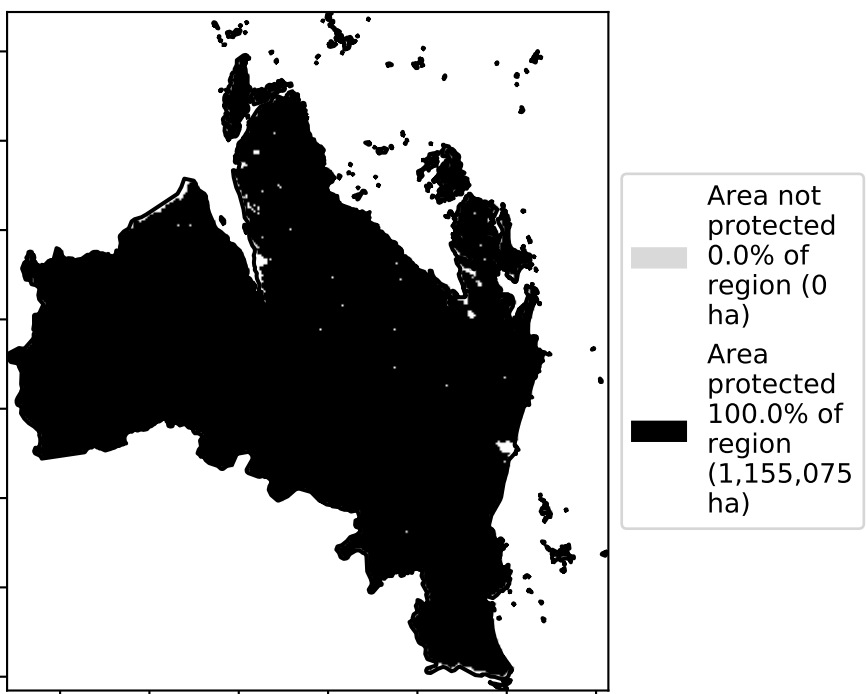 Area not
protected
0.0% of
region (0
ha)
Area
protected
100.0% of
region
(1,155,075
ha)